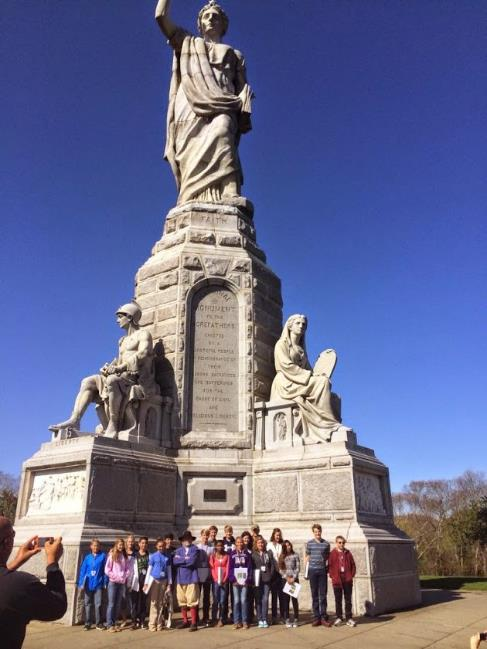 FAITH
MONUMENT
TO THE
FOREFATHERS
ERECTED
BY A
GRATEFUL PEOPLE
IN REMEMBRANCE OF
THEIR
LABORS SACRIFICES
AND SUFFERINGS
FOR THE
CAUSE OF CIVIL
AND
RELIGIOUS LIBERTY